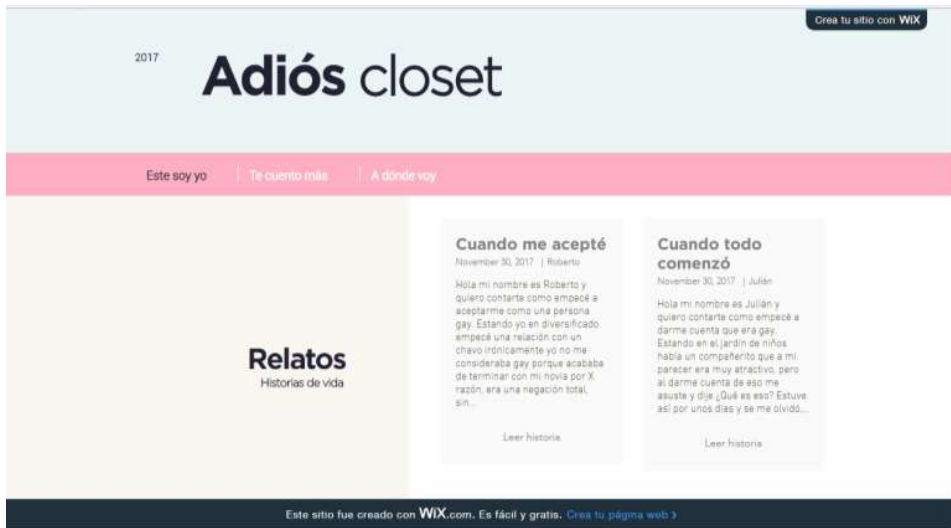 Crea tu sitio con WiX
2017
Adiós closet
Este soy yo
Te cuento más
A dónde voy
Relatos
Historias de vida
Cuando me acepté
November 30, 2017 | Roberto
Hola mi nombre es Roberto y
quiero contarte como empecé a
aceptarme como una persona
gay. Estando yo en diversificado
empecé una relación con un
chavo irónicamente yo no me
consideraba gay porque acababa
de terminar con mi novia por X
razón, era una negación total,
sin...
Leer historia
Cuando todo
comenzó
November 30, 2017 | Julián
Hola mi nombre es Julián y
quiero contarte como empecé a
darme cuenta que era gay.
Estando en el jardín de niños
había un compañerito que a mi
parecer era muy atractivo, pero
al darme cuenta de eso me
asuste y dije ¿Qué es eso? Estuve
así por unos días y se me olvidó...
Leer historia
Este sitio fue creado con WiX.com. Es fácil y gratis. Crea tu página web >